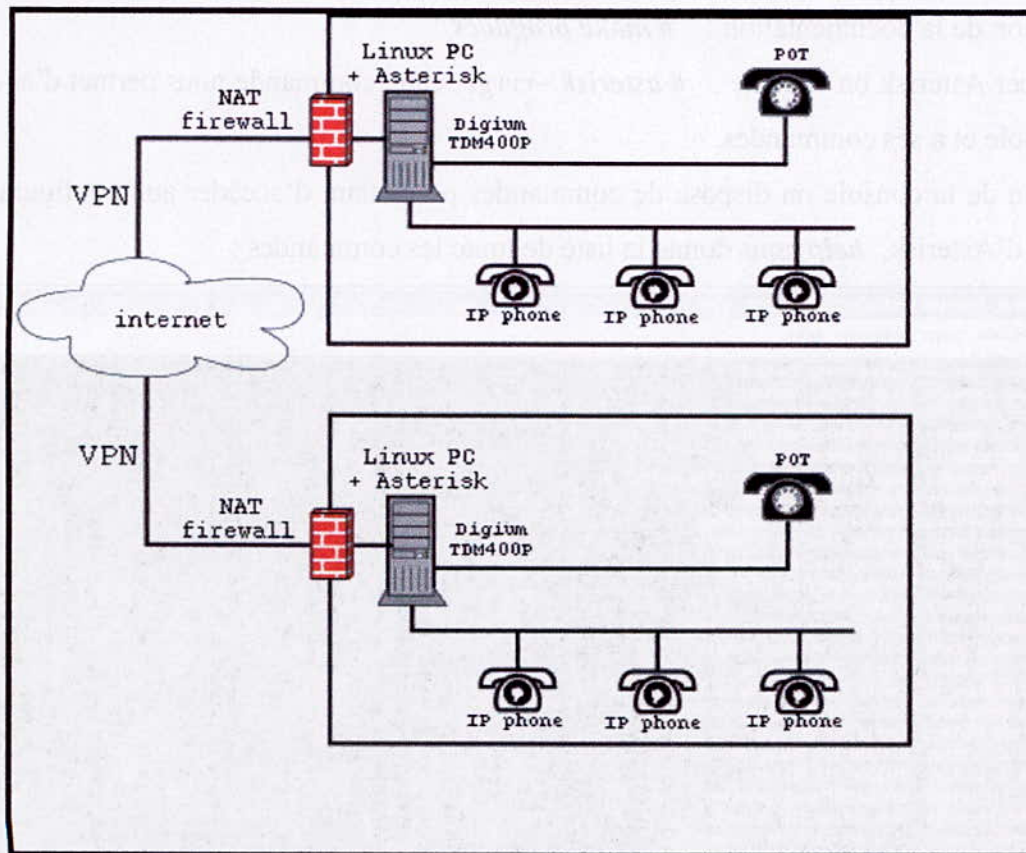 Linux PC
+ Asterisk
POT
NAT
firewall
Digium
TDM400P
VPN
internet
IP phone
IP phone
IP phone
VPN
Linux PC
+ Asterisk
POT
NAT
firewall
Digium
TDM400P
IP phone
IP phone
IP phone